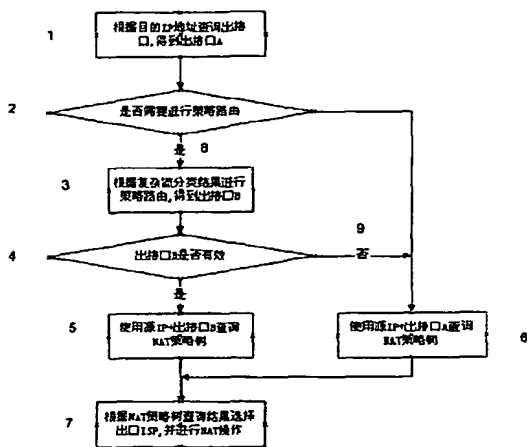 1
根据目的IP地址查询出接
口,得到出接口A
2
是否需要进行策略路由
是
8
3
根据复杂流分类结果进行
策略路由,得到出接口B
9
4
出接口B是否有效
否
是
5
使用源IP+出接口B查询
NAT策略树
使用源IP+出接口A查询
NAT策略树
6
7
根据NAT策略树查询结果选择
出口ISP,并进行NAT操作